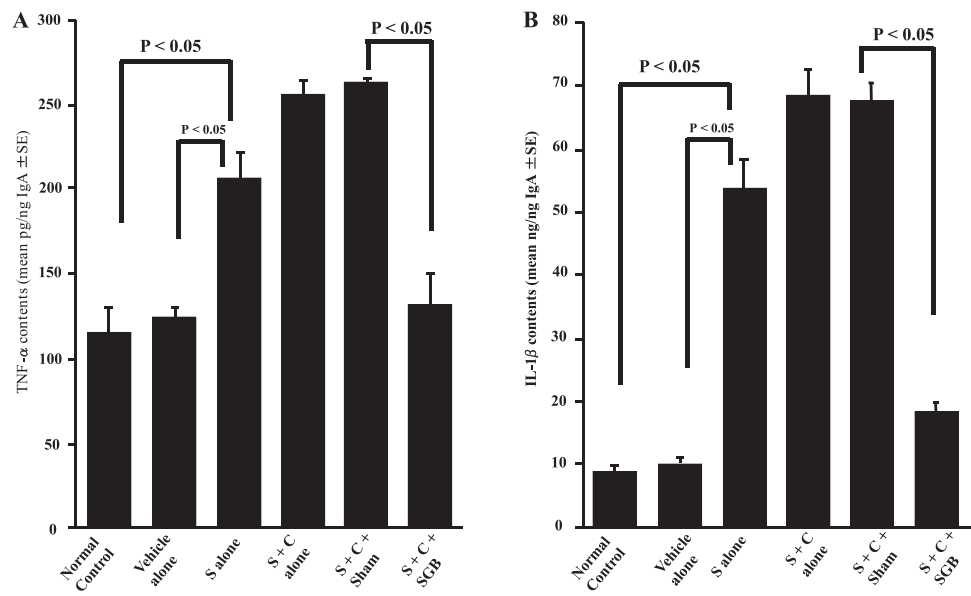 A
TNF-α contents (mean pg/ng IgA ±SE)
300
250
200
150
100
50
0
P < 0.05
P < 0.05
P < 0.05
Normal
Control
Vehicle
alone
S alone
S + C
alone
S + C +
Sham
S + C +
SGB
B
IL-1β contents (mean ng/ng IgA ±SE)
80
70
60
50
40
30
20
10
0
P < 0.05
P < 0.05
P < 0.05
Normal
Control
Vehicle
alone
S alone
S + C
alone
S + C +
Sham
S + C +
SGB